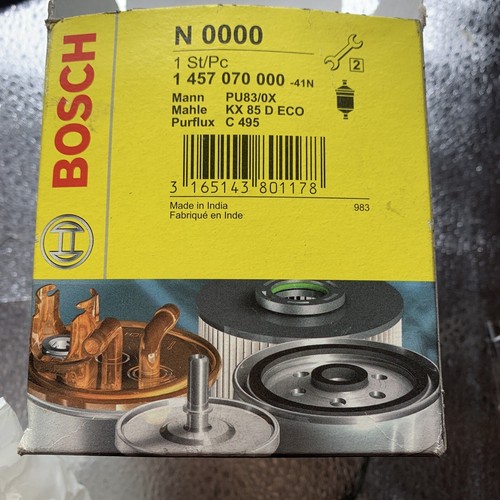 BOSCH
N 0000
1 St/Pc
1 457 070 000 -41N
2
Mann PU83/0X
Mahle KX 85 D ECO
Purflux C 495
3 165143 801178
Made in India
Fabriqué en Inde
983